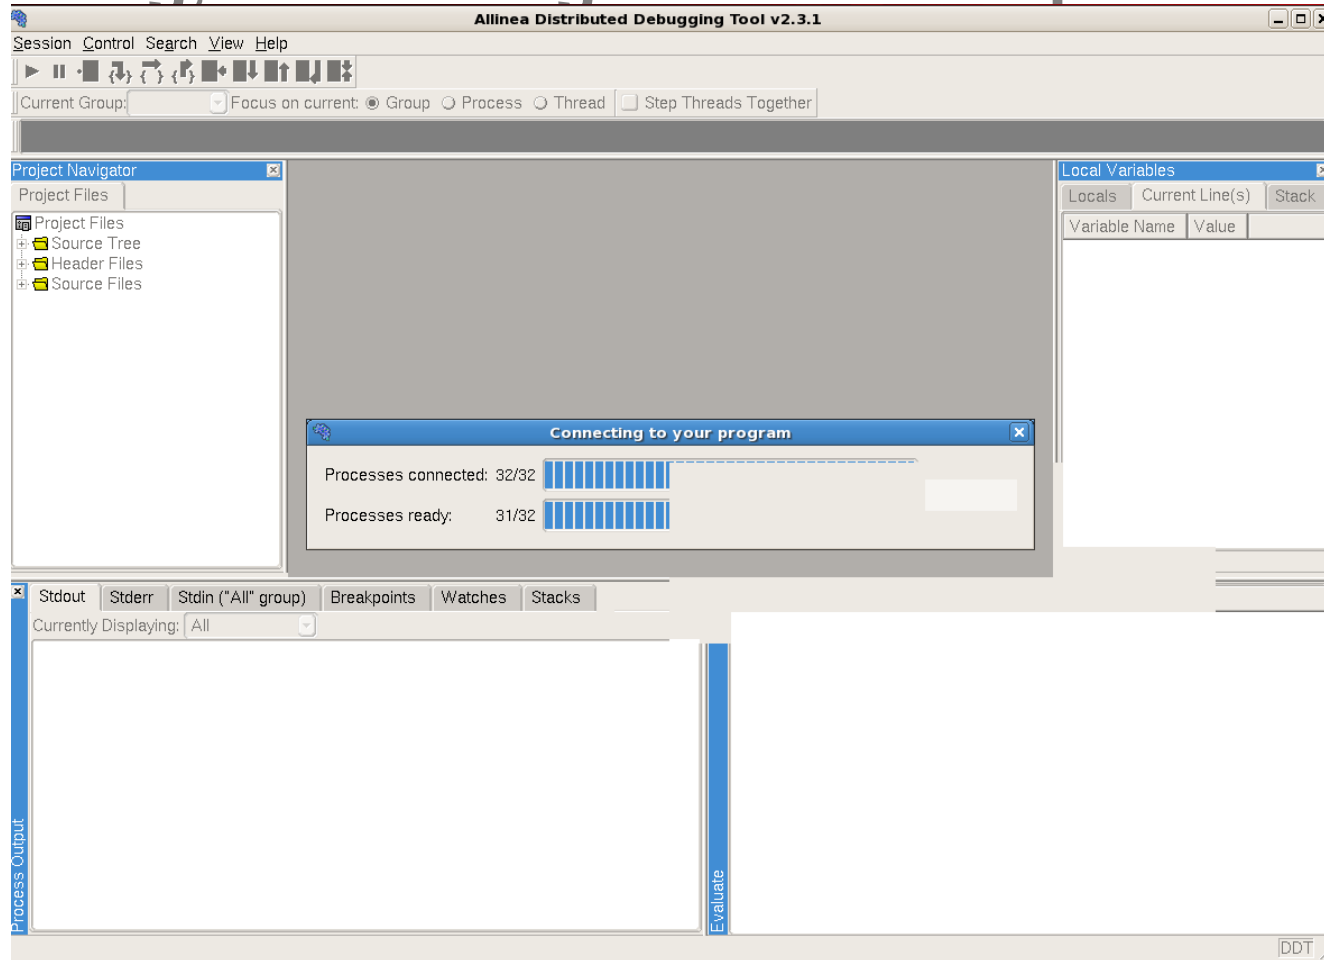 Allinea Distributed Debugging Tool v2.3.1
Session Control Search View Help
Current Group: Focus on current: Group Process Thread Step Threads Together
Project Navigator
Project Files
Project Files
Source Tree
Header Files
Source Files
Local Variables
Locals Current Line(s) Stack
Variable Name Value
Connecting to your program
Processes connected: 32/32
Processes ready: 31/32
Stdout Stderr Stdin ("All" group) Breakpoints Watches Stacks
Currently Displaying: All
Process Output
Evaluate
DDT